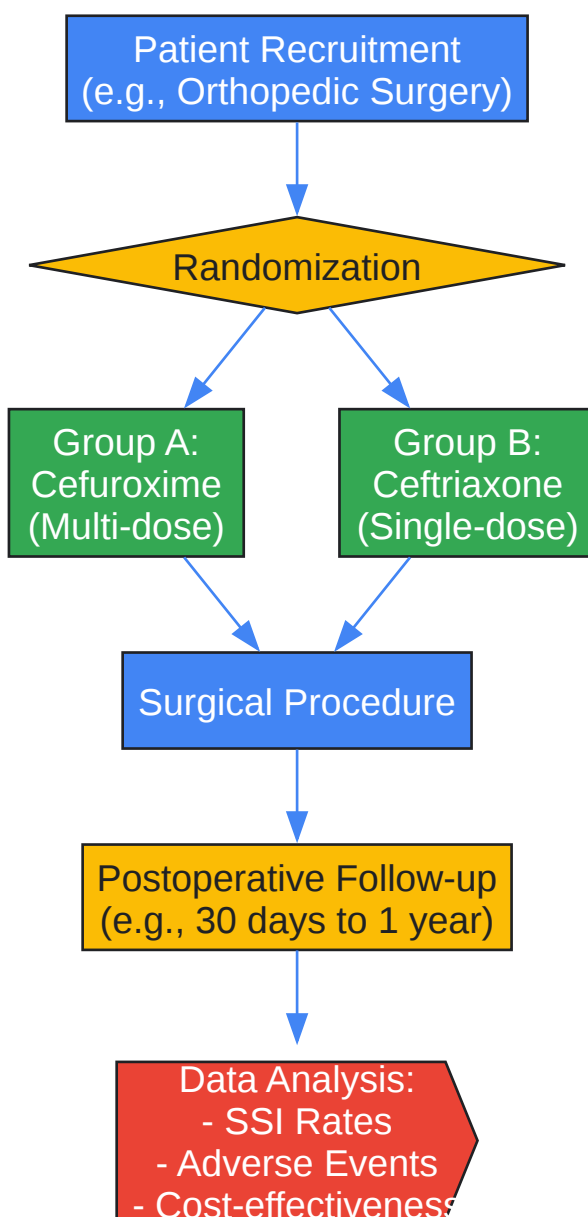 Patient Recruitment
(e.g., Orthopedic Surgery)
Randomization
Group A:
Cefuroxime
(Multi-dose)
Group B:
Ceftriaxone
(Single-dose)
Surgical Procedure
Postoperative Follow-up
(e.g., 30 days to 1 year)
Data Analysis:
- SSI Rates
- Adverse Events
- Cost-effectiveness